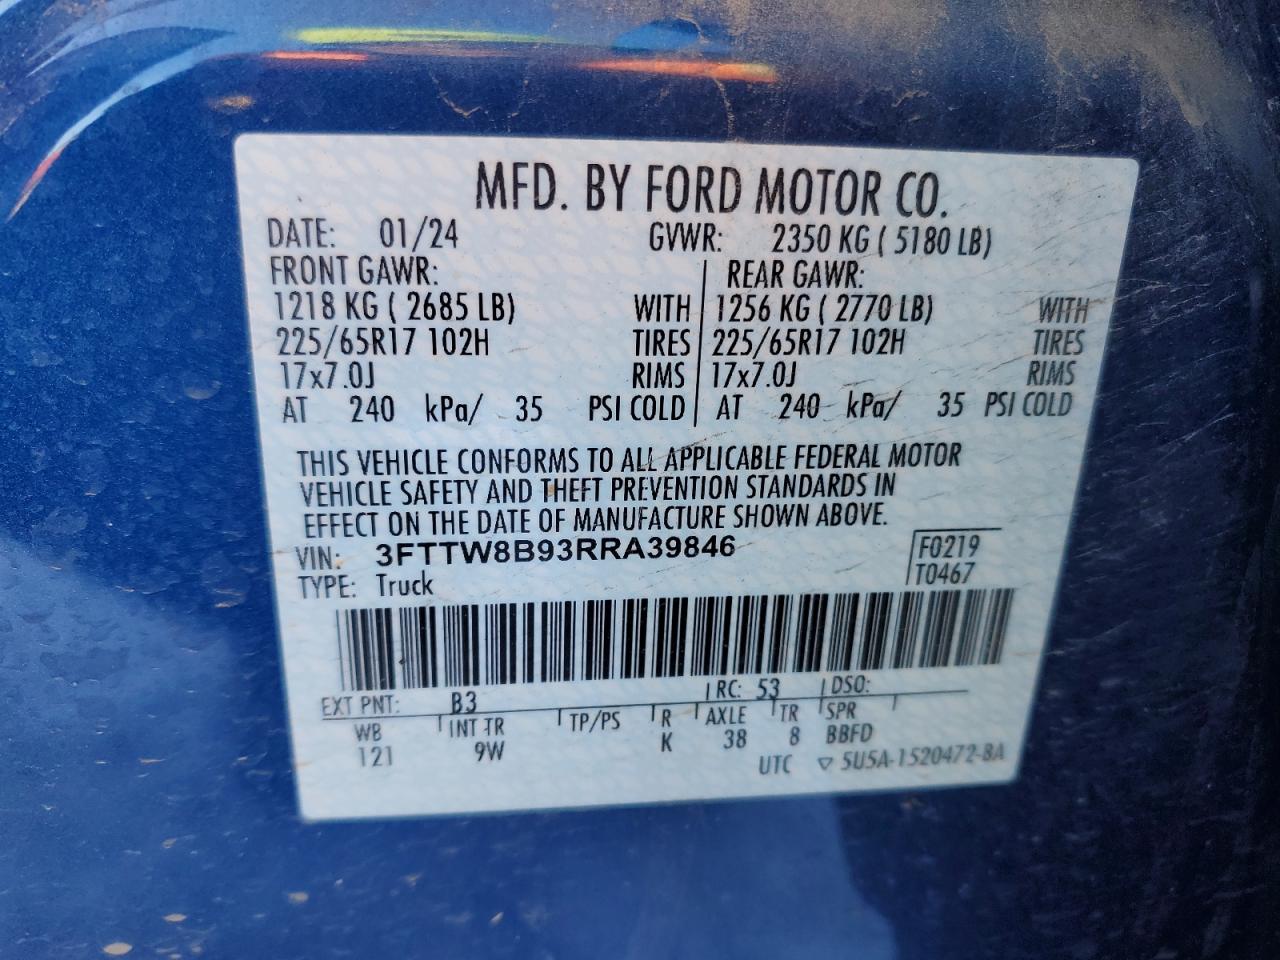 MFD. BY FORD MOTOR CO.
DATE: 01/24 GVWR: 2350 KG ( 5180 LB)
FRONT GAWR: REAR GAWR:
1218 KG ( 2685 LB) WITH 1256 KG ( 2770 LB) WITH
225/65R17 102H TIRES 225/65R17 102H TIRES
17x7.0J RIMS 17x7.0J RIMS
AT 240 kPa/ 35 PSI COLD AT 240 kPa/ 35 PSI COLD
THIS VEHICLE CONFORMS TO ALL APPLICABLE FEDERAL MOTOR
VEHICLE SAFETY AND THEFT PREVENTION STANDARDS IN
EFFECT ON THE DATE OF MANUFACTURE SHOWN ABOVE.
VIN: 3FTTW8B93RRA39846 F0219
TYPE: Truck T0467
EXT PNT: B3 RC: 53 DSO:
WB INT TR TP/PS R AXLE TR SPR
121 9W K 38 8 BBFD
UTC ▽ 5U5A-1520472-BA